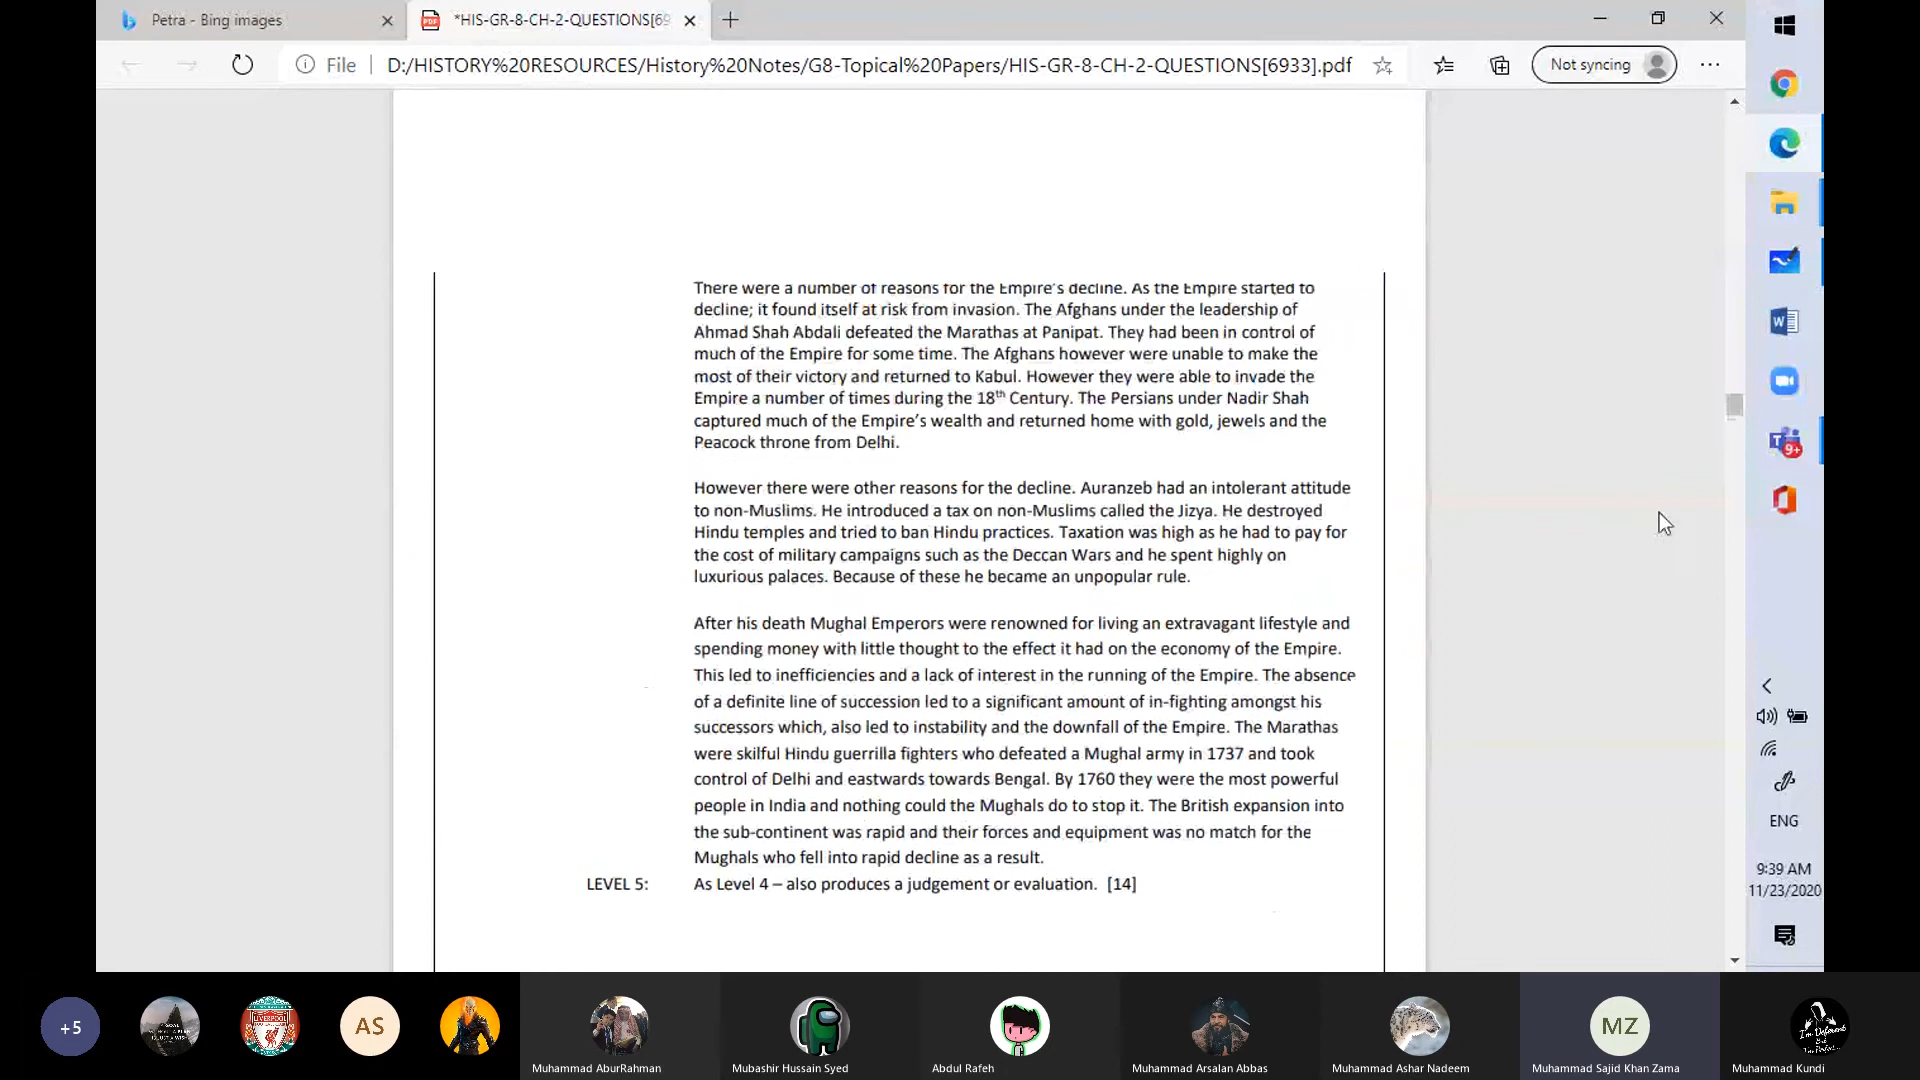 Petra - Bing images
*HIS-GR-8-CH-2-QUESTIONS[69
File
D:/HISTORY%20RESOURCES/History%20Notes/G8-Topical%20Papers/HIS-GR-8-CH-2-QUESTIONS[6933].pdf
Not syncing
There were a number of reasons for the Empire's decline. As the Empire started to
decline; it found itself at risk from invasion. The Afghans under the leadership of
Ahmad Shah Abdali defeated the Marathas at Panipat. They had been in control of
much of the Empire for some time. The Afghans however were unable to make the
most of their victory and returned to Kabul. However they were able to invade the
Empire a number of times during the 18th Century. The Persians under Nadir Shah
captured much of the Empire's wealth and returned home with gold, jewels and the
Peacock throne from Delhi.
However there were other reasons for the decline. Auranzeb had an intolerant attitude
to non-Muslims. He introduced a tax on non-Muslims called the Jizya. He destroyed
Hindu temples and tried to ban Hindu practices. Taxation was high as he had to pay for
the cost of military campaigns such as the Deccan Wars and he spent highly on
luxurious palaces. Because of these he became an unpopular rule.
After his death Mughal Emperors were renowned for living an extravagant lifestyle and
spending money with little thought to the effect it had on the economy of the Empire.
This led to inefficiencies and a lack of interest in the running of the Empire. The absence
of a definite line of succession led to a significant amount of in-fighting amongst his
successors which, also led to instability and the downfall of the Empire. The Marathas
were skilful Hindu guerrilla fighters who defeated a Mughal army in 1737 and took
control of Delhi and eastwards towards Bengal. By 1760 they were the most powerful
people in India and nothing could the Mughals do to stop it. The British expansion into
the sub-continent was rapid and their forces and equipment was no match for the
Mughals who fell into rapid decline as a result.
LEVEL 5: As Level 4 – also produces a judgement or evaluation. [14]
9+
ENG
9:39 AM
11/23/2020
+5
LIVERPOOL
AS
MZ
Muhammad AburRahman
Mubashir Hussain Syed
Abdul Rafeh
Muhammad Arsalan Abbas
Muhammad Ashar Nadeem
Muhammad Sajid Khan Zama
Muhammad Kundi